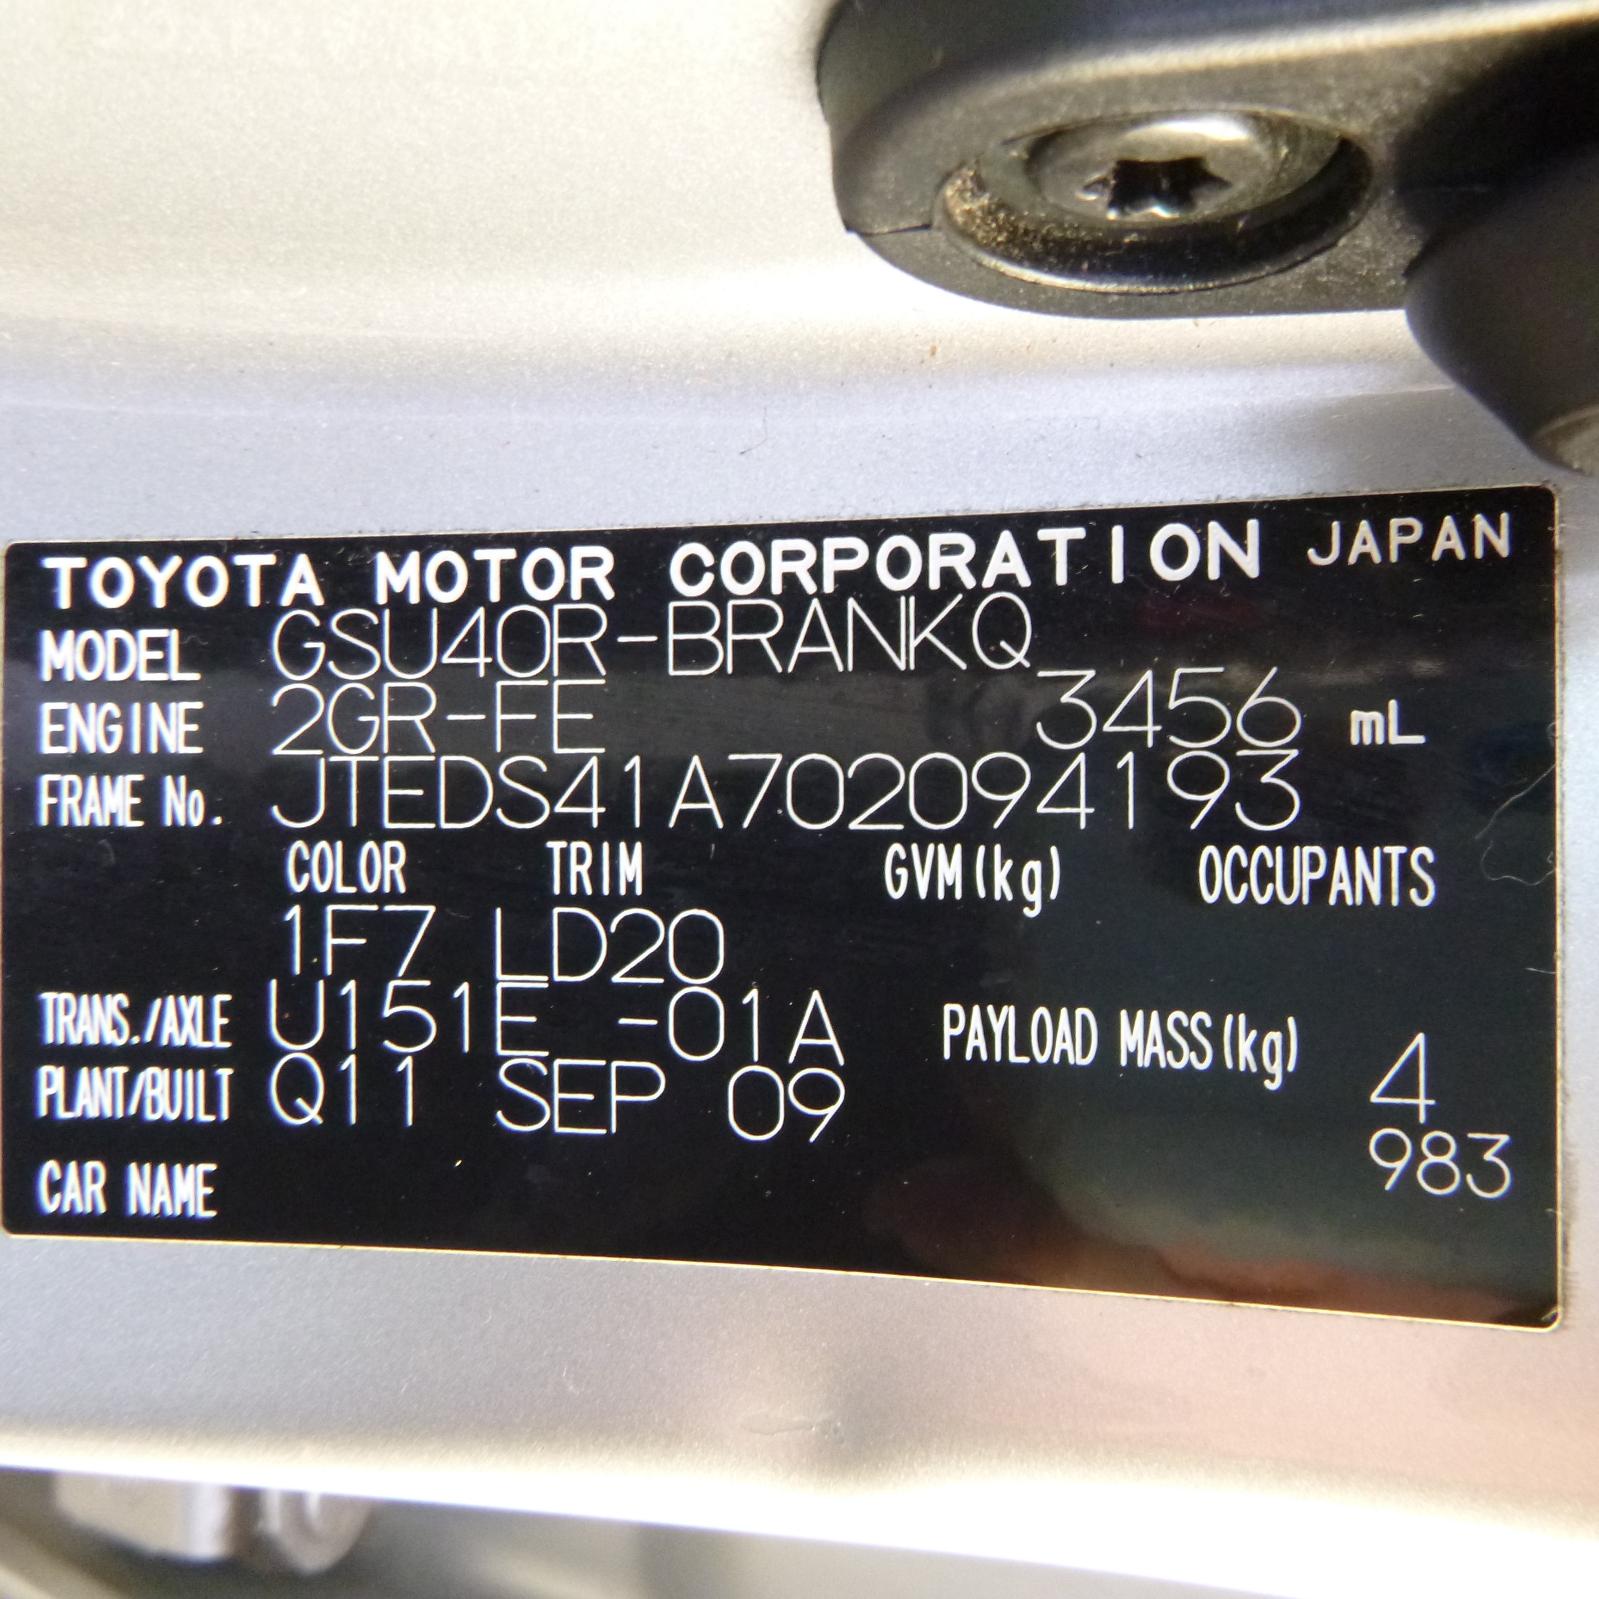 TOYOTA MOTOR CORPORATION JAPAN
MODEL GSU40R-BRANKQ
ENGINE 2GR-FE 3456 mL
FRAME No. JTEDS41A702094193
COLOR TRIM GVM(kg) OCCUPANTS
1F7 LD20
TRANS./AXLE U151E -01A PAYLOAD MASS(kg) 4
PLANT/BUILT Q11 SEP 09
983
CAR NAME